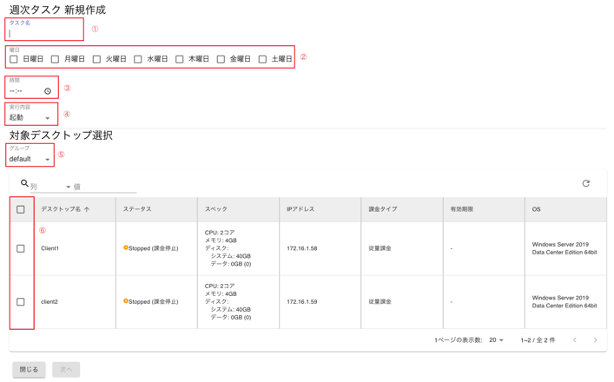 週次タスク 新規作成
タスク名
①
曜日
日曜日 月曜日 火曜日 水曜日 木曜日 金曜日 土曜日
②
時間
--:--
③
実行内容
起動
④
対象デスクトップ選択
グループ
default
⑤
列 値
デスクトップ名 ↑ ステータス スペック IPアドレス 課金タイプ 有効期限 OS
⑥
Client1 Stopped (課金停止) CPU: 2コア
メモリ: 4GB
ディスク:
システム: 40GB
データ: 0GB (0)
172.16.1.58 従量課金 - Windows Server 2019
Data Center Edition 64bit
client2 Stopped (課金停止) CPU: 2コア
メモリ: 4GB
ディスク:
システム: 40GB
データ: 0GB (0)
172.16.1.59 従量課金 - Windows Server 2019
Data Center Edition 64bit
1ページの表示数: 20 1–2 / 全 2 件
閉じる 次へ